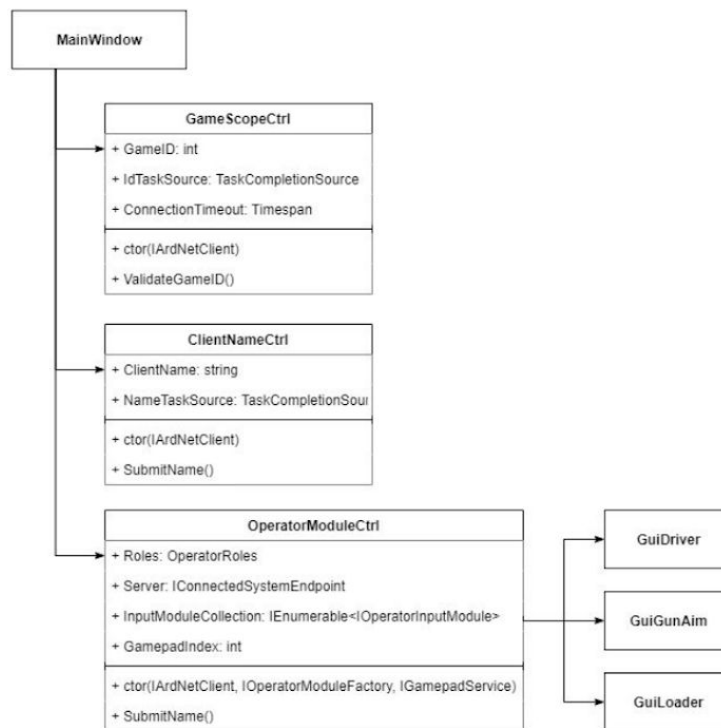 MainWindow
GameScopeCtrl
+ GameID: int
+ IdTaskSource: TaskCompletionSource
+ ConnectionTimeout: Timespan
+ ctor(IArdNetClient)
+ ValidateGameID()
ClientNameCtrl
+ ClientName: string
+ NameTaskSource: TaskCompletionSour
+ ctor(IArdNetClient)
+ SubmitName()
OperatorModuleCtrl
+ Roles: OperatorRoles
+ Server: IConnectedSystemEndpoint
+ InputModuleCollection: IEnumerable<IOperatorInputModule>
+ GamepadIndex: int
+ ctor(IArdNetClient, IOperatorModuleFactory, IGamepadService)
+ SubmitName()
GuiDriver
GuiGunAim
GuiLoader